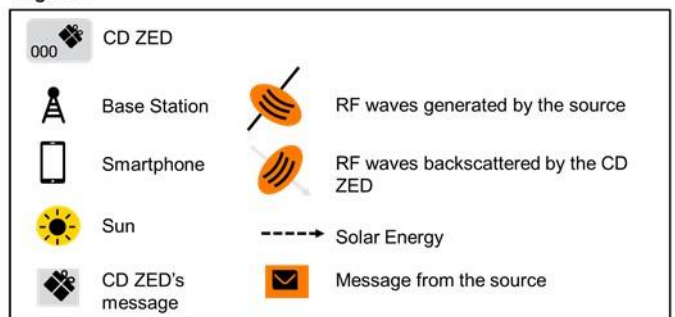 000 CD ZED
Base Station
RF waves generated by the source
Smartphone
RF waves backscattered by the CD
ZED
Sun
Solar Energy
CD ZED's
message
Message from the source